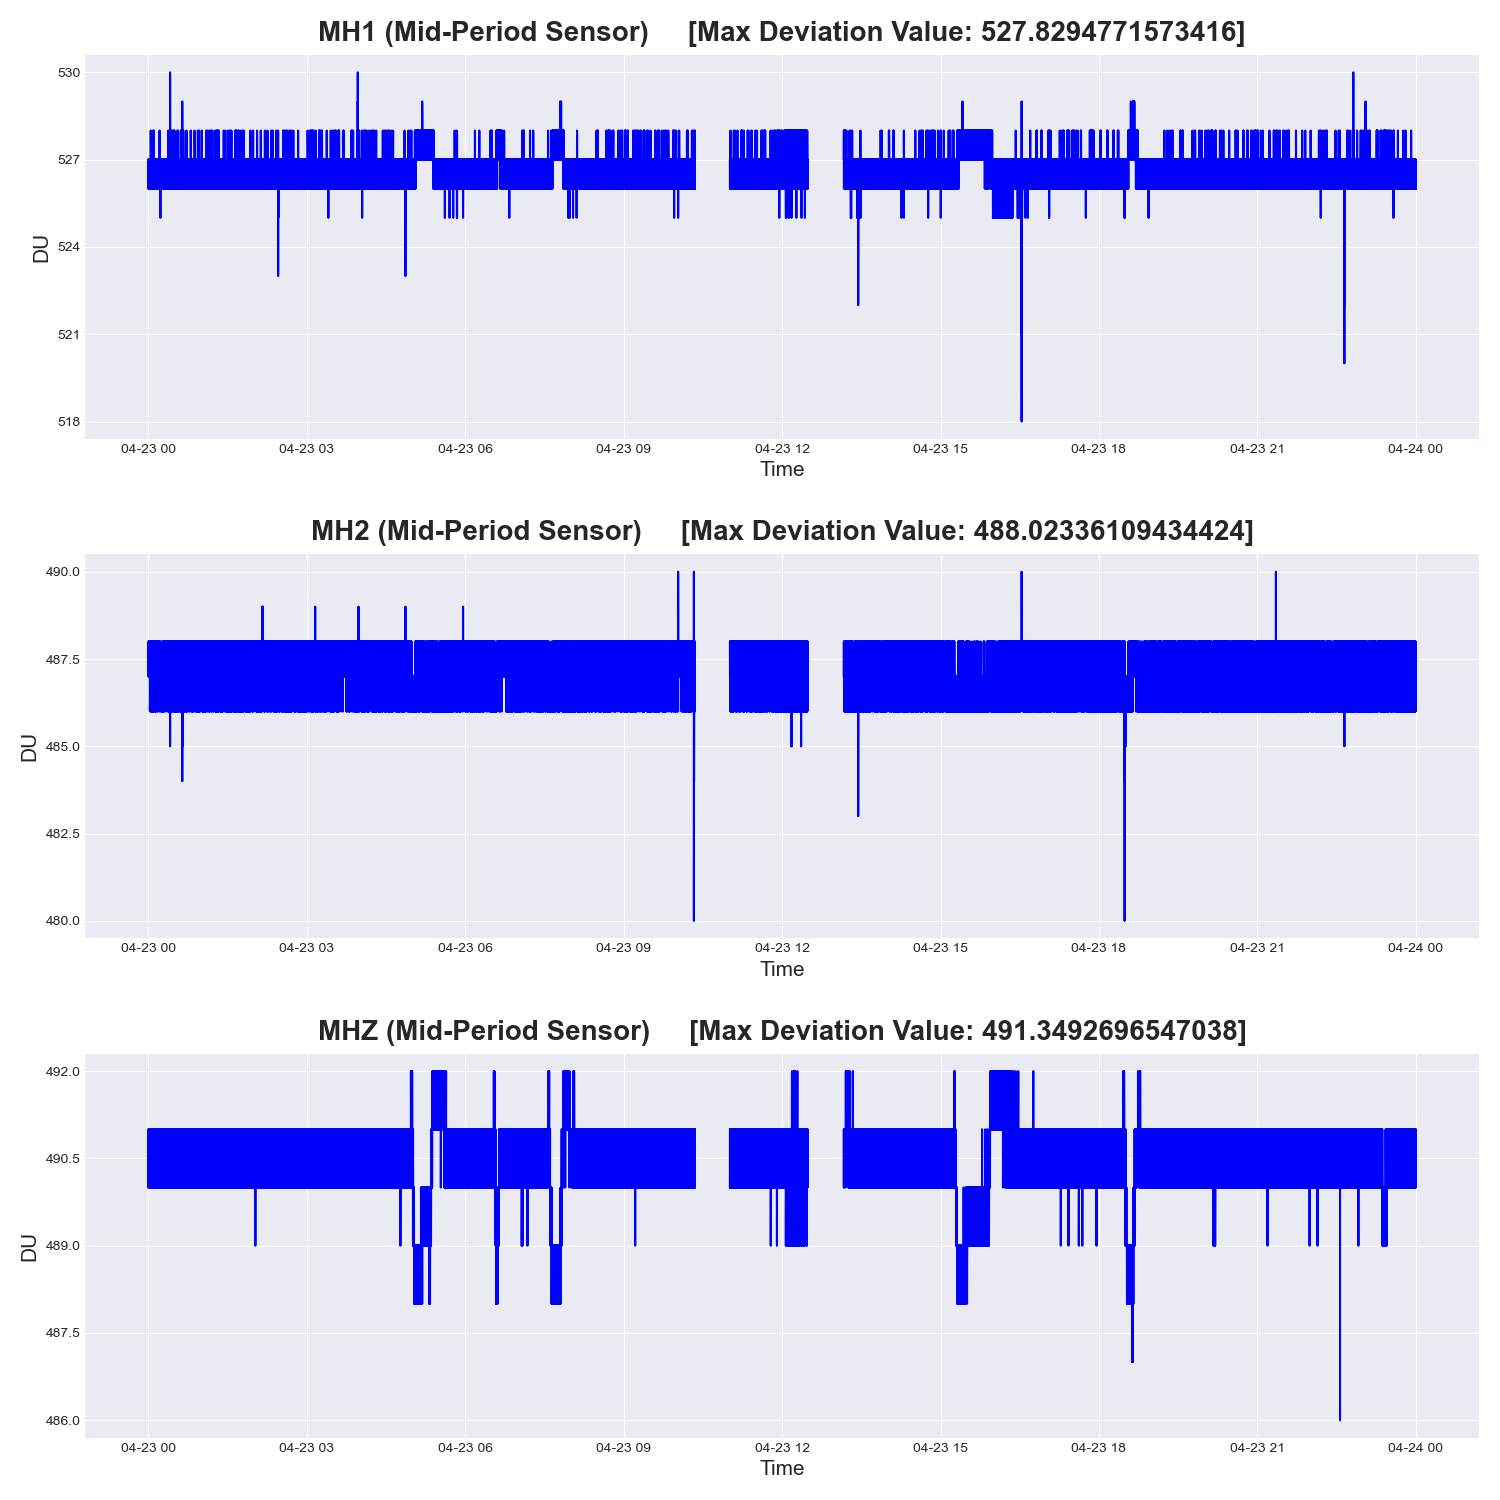 MH1 (Mid-Period Sensor) [Max Deviation Value: 527.8294771573416]
530
527
524
521
518
DU
04-23 00 04-23 03 04-23 06 04-23 09 04-23 12 04-23 15 04-23 18 04-23 21 04-24 00
Time
MH2 (Mid-Period Sensor) [Max Deviation Value: 488.02336109434424]
490.0
487.5
485.0
482.5
480.0
DU
04-23 00 04-23 03 04-23 06 04-23 09 04-23 12 04-23 15 04-23 18 04-23 21 04-24 00
Time
MHZ (Mid-Period Sensor) [Max Deviation Value: 491.3492696547038]
492.0
490.5
489.0
487.5
486.0
DU
04-23 00 04-23 03 04-23 06 04-23 09 04-23 12 04-23 15 04-23 18 04-23 21 04-24 00
Time